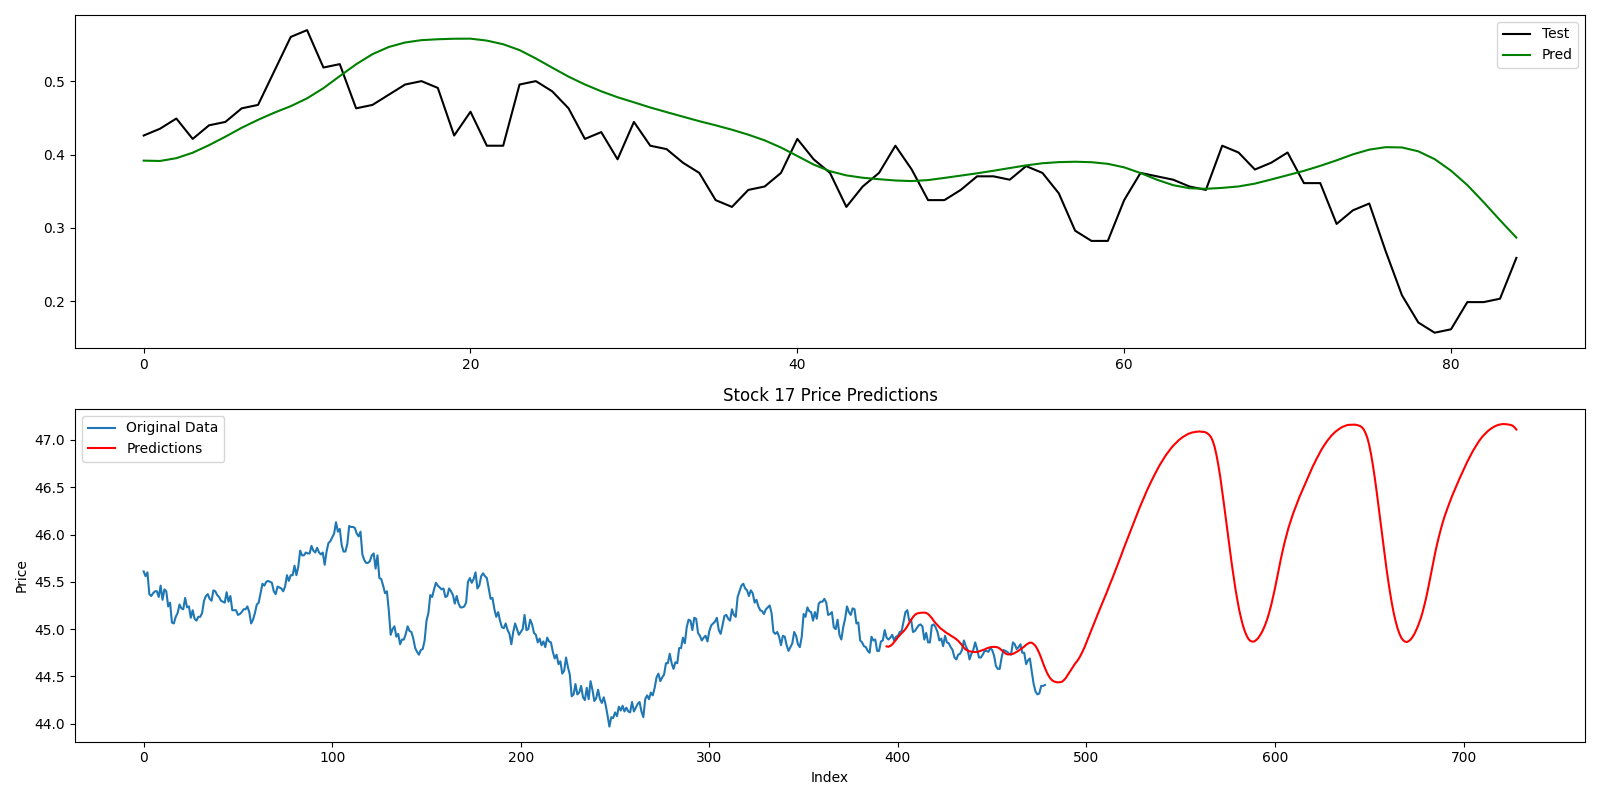 Test
Pred
0.5
0.4
0.3
0.2
0 20 40 60 80
Stock 17 Price Predictions
Original Data
Predictions
47.0
46.5
46.0
45.5
45.0
44.5
44.0
Price
0 100 200 300 400 500 600 700
Index